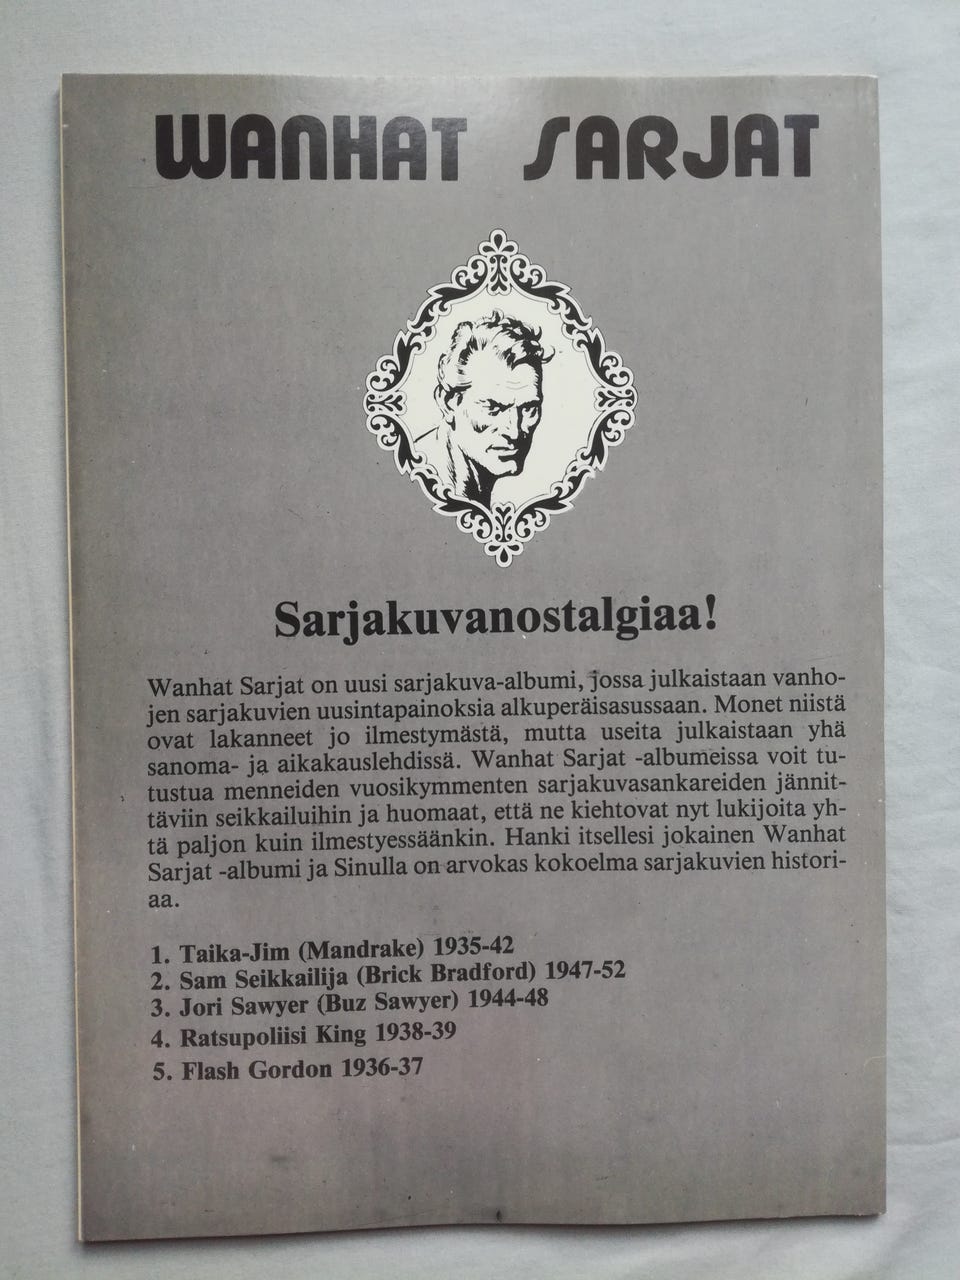 WANHAT SARJAT
Sarjakuvanostalgiaa!
Wanhat Sarjat on uusi sarjakuva-albumi, jossa julkaistaan vanho-
jen sarjakuvien uusintapainoksia alkuperäisasussaan. Monet niistä
ovat lakanneet jo ilmestymästä, mutta useita julkaistaan yhä
sanoma- ja aikakauslehdissä. Wanhat Sarjat -albumeissa voit tu-
tustua menneiden vuosikymmenten sarjakuvasankareiden jännit-
täviin seikkailuihin ja huomaat, että ne kiehtovat nyt lukijoita yh-
tä paljon kuin ilmestyessäänkin. Hanki itsellesi jokainen Wanhat
Sarjat -albumi ja Sinulla on arvokas kokoelma sarjakuvien histori-
aa.
1. Taika-Jim (Mandrake) 1935-42
2. Sam Seikkailija (Brick Bradford) 1947-52
3. Jori Sawyer (Buz Sawyer) 1944-48
4. Ratsupoliisi King 1938-39
5. Flash Gordon 1936-37